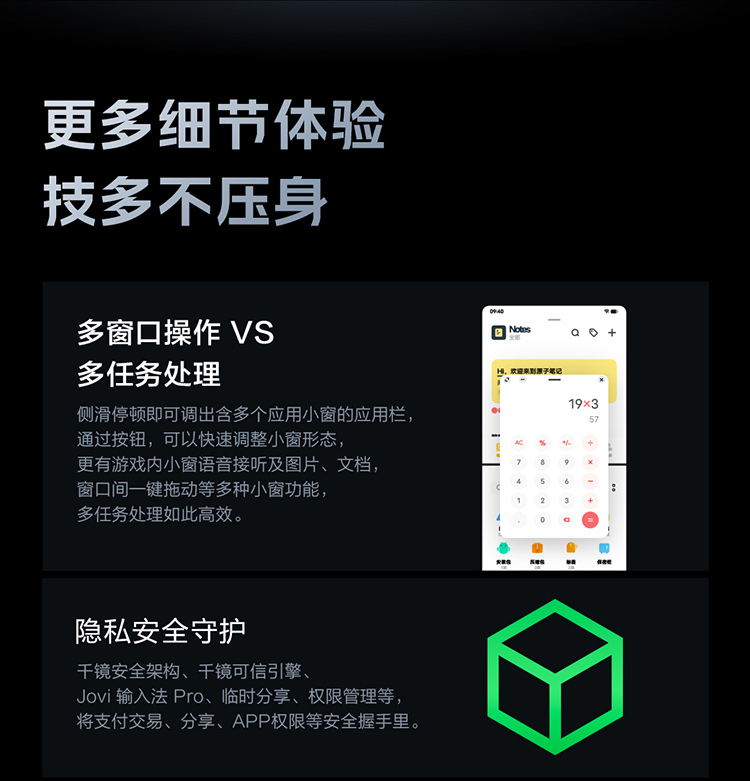 更多细节体验
技多不压身
多窗口操作 VS
多任务处理
侧滑停顿即可调出含多个应用小窗的应用栏，
通过按钮，可以快速调整小窗形态，
更有游戏内小窗语音接听及图片、文档，
窗口间一键拖动等多种小窗功能，
多任务处理如此高效。
09:40
Notes
全部
Hi，欢迎来到原子笔记
19×3
57
AC % +/- ÷
7 8 9 ×
4 5 6 −
1 2 3 +
. 0 =
安装包 压缩包 标签 保密柜
隐私安全守护
千镜安全架构、千镜可信引擎、
Jovi 输入法 Pro、临时分享、权限管理等，
将支付交易、分享、APP权限等安全握手里。